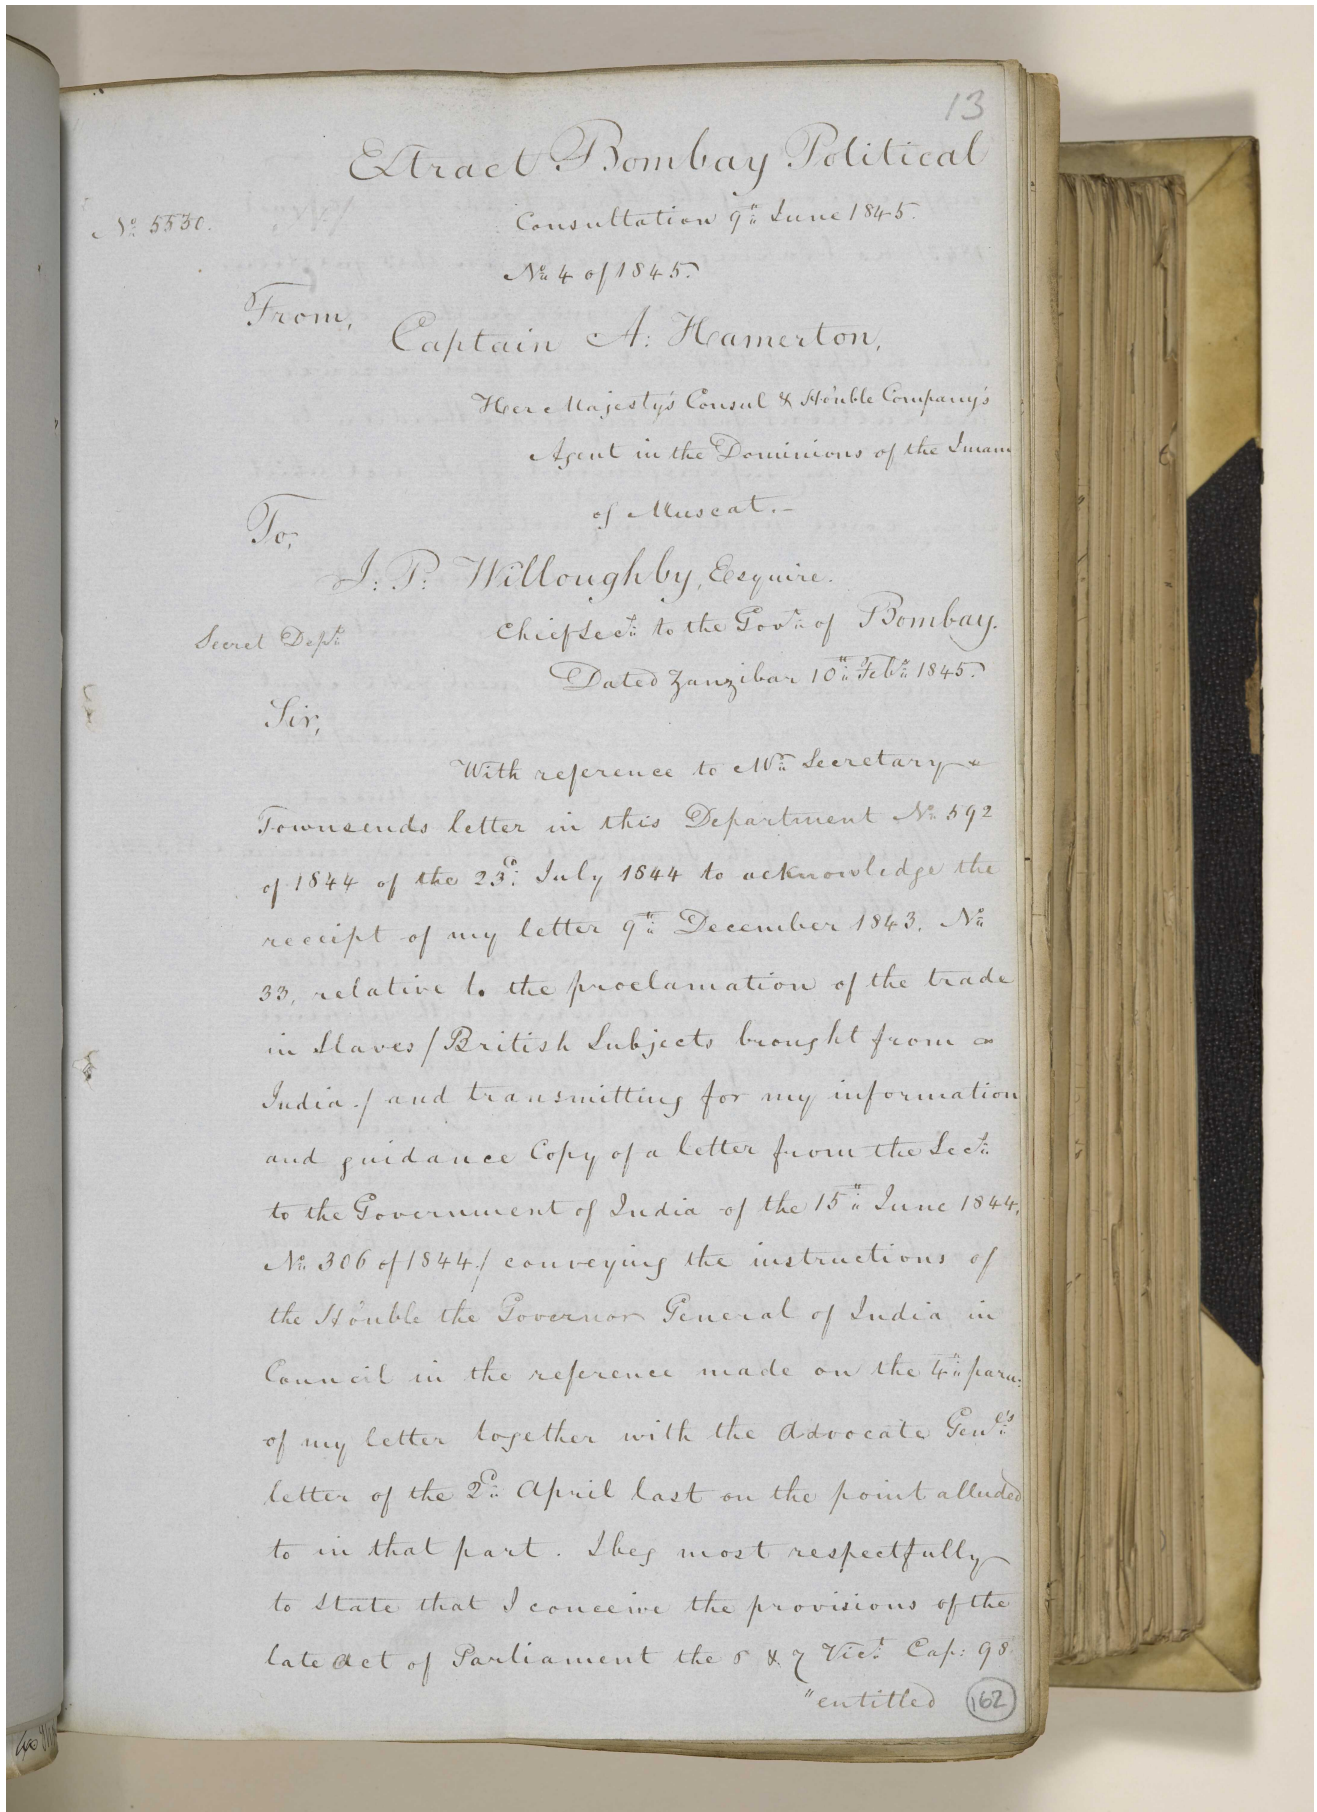 13
Extract Bombay Political
No. 5530.
Consultation 9th June 1845.
No. 4 of 1845.
From,
Captain A: Hamerton,
Her Majesty's Consul & Hon'ble Company's
Agent in the Dominions of the Imam
of Muscat.—
To,
J. P. Willoughby, Esquire.
Secret Dept.
Chief Sect. to the Govt. of Bombay.
Dated Zanzibar 10th Feby. 1845.
Sir,
With reference to Mr. Secretary
Townsends letter in this Department No. 592
of 1844 of the 23d. July 1844 to acknowledge the
receipt of my letter 9th December 1843. No.
33, relative to the proclamation of the trade
in Slaves / British Subjects brought from
India. / and transmitting for my information
and guidance Copy of a letter from the Secy.
to the Government of India of the 15th June 1844,
No. 306 of 1844. / conveying the instructions of
the Hon'ble the Governor General of India in
Council in the reference made on the 4th para:
of my letter together with the Advocate Genl's.
letter of the 2d. April last on the point alluded
to in that part. I beg most respectfully
to state that I conceive the provisions of the
late Act of Parliament the 6 & 7 Vict. Cap: 98.
"entitled
162